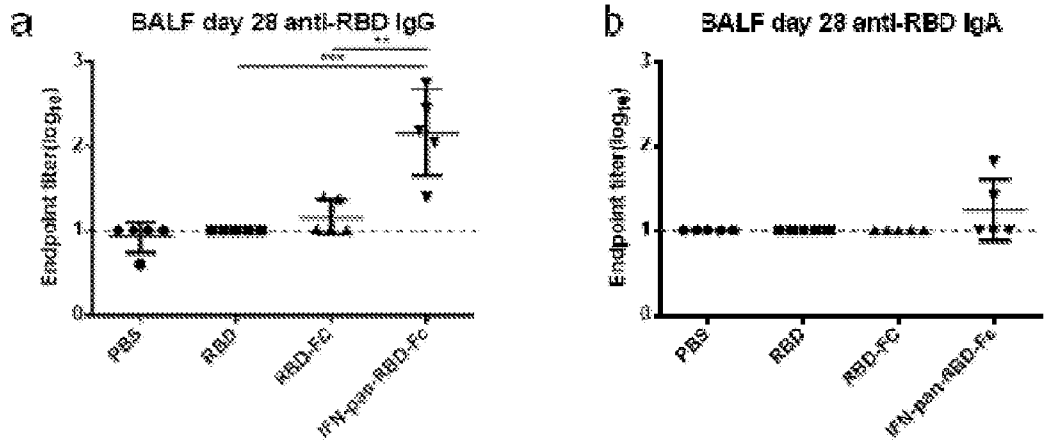 a
BALF day 28 anti-RBD IgG
**
***
Endpoint titer(log10)
3
2
1
0
PBS
RBD
RBD-FC
IFN-pan-RBD-Fc
b
BALF day 28 anti-RBD IgA
Endpoint titer(log10)
3
2
1
0
PBS
RBD
RBD-FC
IFN-pan-RBD-Fc